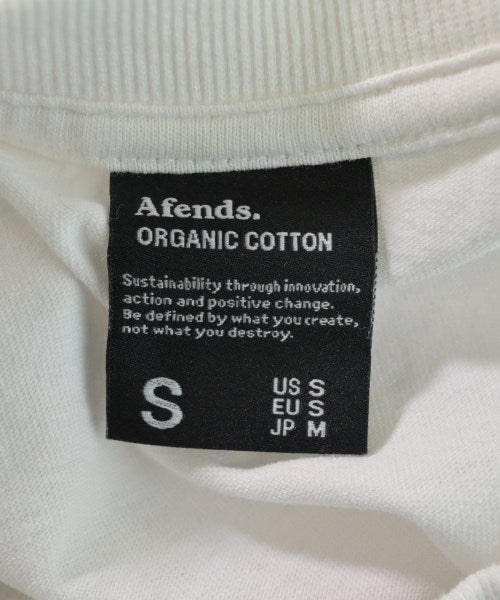 Afends.
ORGANIC COTTON
Sustainability through innovation,
action and positive change.
Be defined by what you create,
not what you destroy.
S
US S
EU S
JP M